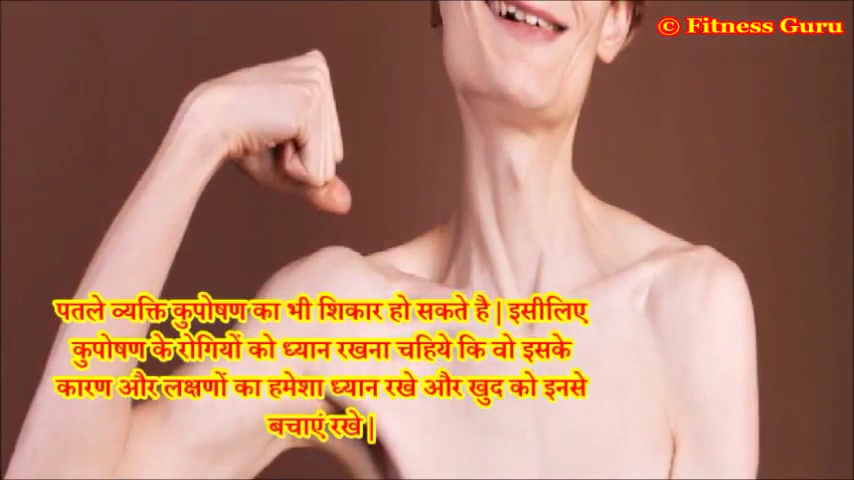 © Fitness Guru
पतले व्यक्ति कुपोषण का भी शिकार हो सकते है | इसीलिए
कुपोषण के रोगियों को ध्यान रखना चहिये कि वो इसके
कारण और लक्षणों का हमेशा ध्यान रखे और खुद को इनसे
बचाएं रखे |